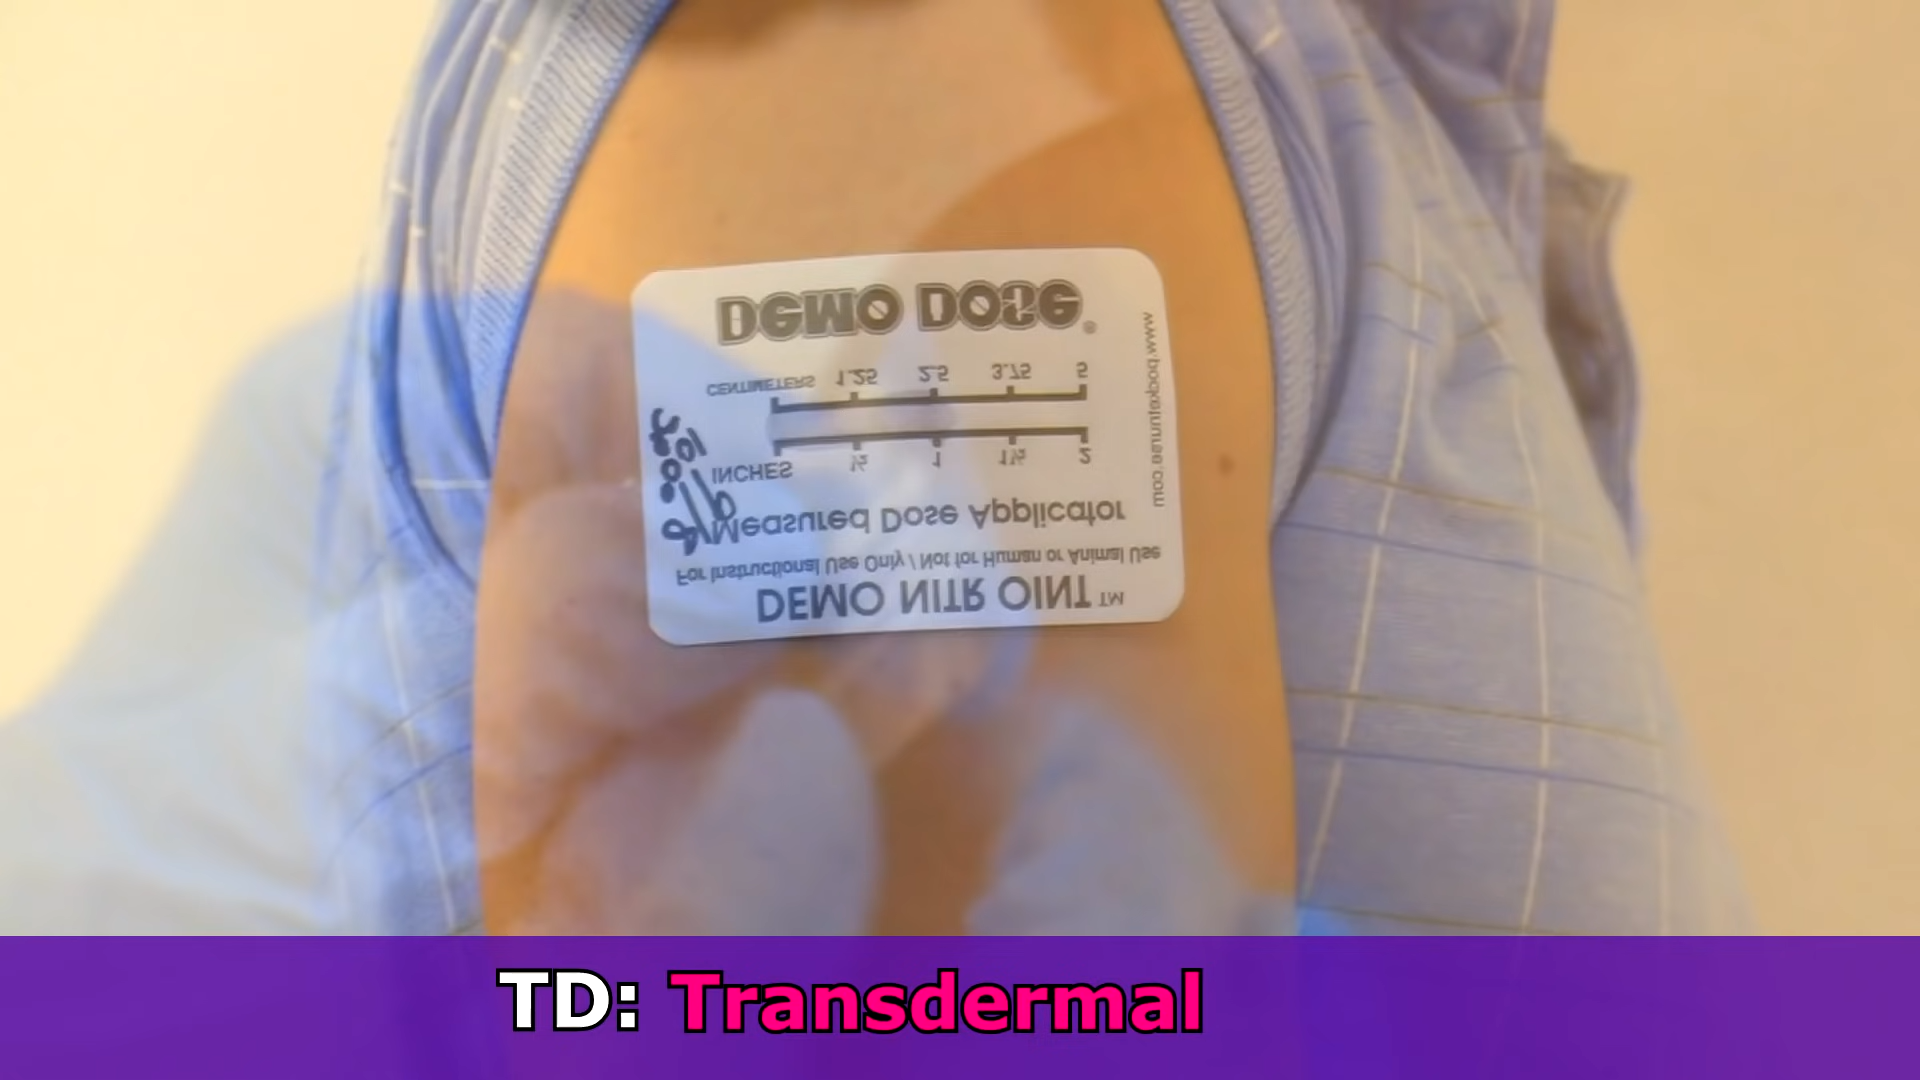 DEMO DOSE®
CENTIMETERS 1.25 2.5 3.75 5
INCHES ½ 1 1½ 2
Measured Dose Applicator
For Instructional Use Only / Not for Human or Animal Use
DEMO NITR OINT™
www.pocketnurse.com
TD: Transdermal